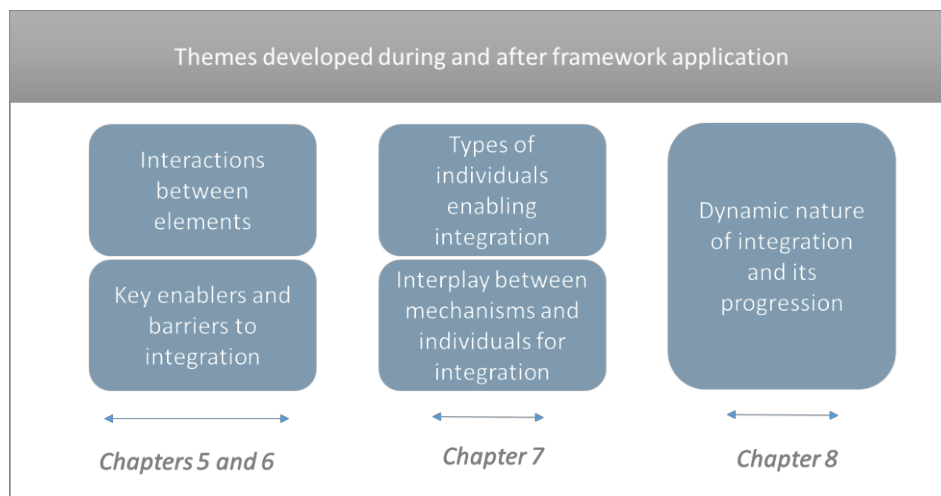 Themes developed during and after framework application
Interactions
between
elements
Key enablers and
barriers to
integration
Chapters 5 and 6
Types of
individuals
enabling
integration
Interplay between
mechanisms and
individuals for
integration
Chapter 7
Dynamic nature
of integration
and its
progression
Chapter 8